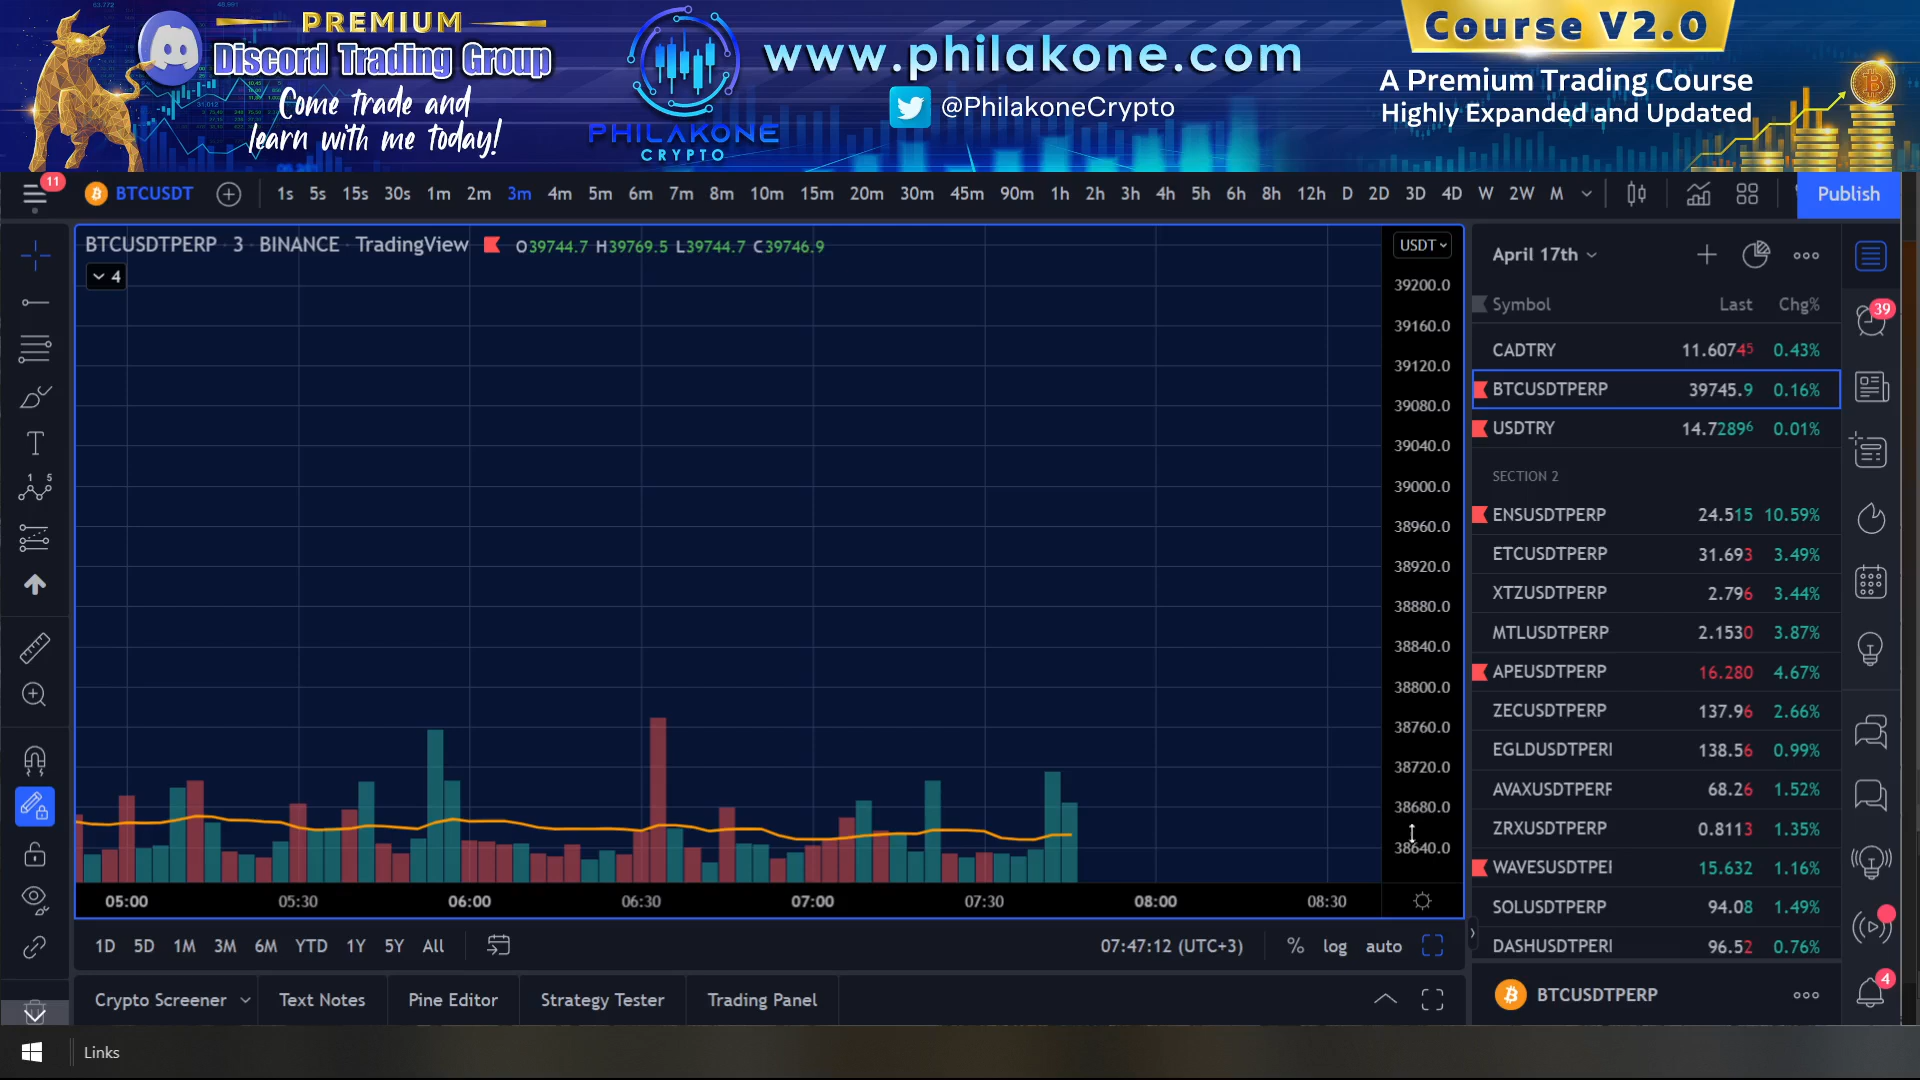 PREMIUM
Discord Trading Group
Come trade and
learn with me today!
PHILAKONE
CRYPTO
www.philakone.com
@PhilakoneCrypto
Course V2.0
A Premium Trading Course
Highly Expanded and Updated
11 BTCUSDT 1s 5s 15s 30s 1m 2m 3m 4m 5m 6m 7m 8m 10m 15m 20m 30m 45m 90m 1h 2h 3h 4h 5h 6h 8h 12h D 2D 3D 4D W 2W M Publish
BTCUSDTPERP 3 BINANCE TradingView O39744.7 H39769.5 L39744.7 C39746.9
4
USDT
39200.0
39160.0
39120.0
39080.0
39040.0
39000.0
38960.0
38920.0
38880.0
38840.0
38800.0
38760.0
38720.0
38680.0
38640.0
05:00 05:30 06:00 06:30 07:00 07:30 08:00 08:30
1D 5D 1M 3M 6M YTD 1Y 5Y All 07:47:12 (UTC+3) % log auto
Crypto Screener Text Notes Pine Editor Strategy Tester Trading Panel
April 17th
Symbol Last Chg%
CADTRY 11.60745 0.43%
BTCUSDTPERP 39745.9 0.16%
USDTRY 14.72896 0.01%
SECTION 2
ENSUSDTPERP 24.515 10.59%
ETCUSDTPERP 31.693 3.49%
XTZUSDTPERP 2.796 3.44%
MTLUSDTPERP 2.1530 3.87%
APEUSDTPERP 16.280 4.67%
ZECUSDTPERP 137.96 2.66%
EGLDUSDTPERI 138.56 0.99%
AVAXUSDTPERF 68.26 1.52%
ZRXUSDTPERP 0.8113 1.35%
WAVESUSDTPEI 15.632 1.16%
SOLUSDTPERP 94.08 1.49%
DASHUSDTPERI 96.52 0.76%
BTCUSDTPERP
39
4
T
1 5
Links